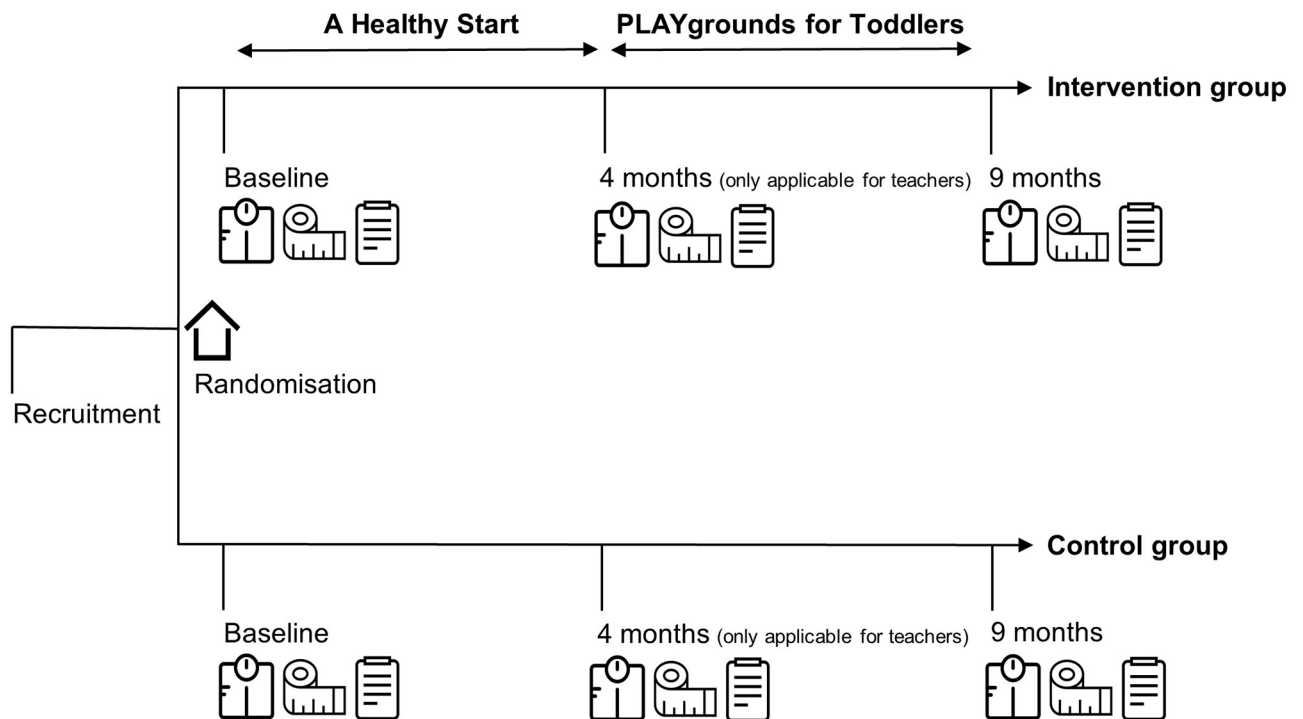 A Healthy Start
PLAYgrounds for Toddlers
Intervention group
Baseline
4 months (only applicable for teachers)
9 months
Randomisation
Recruitment
Control group
Baseline
4 months (only applicable for teachers)
9 months